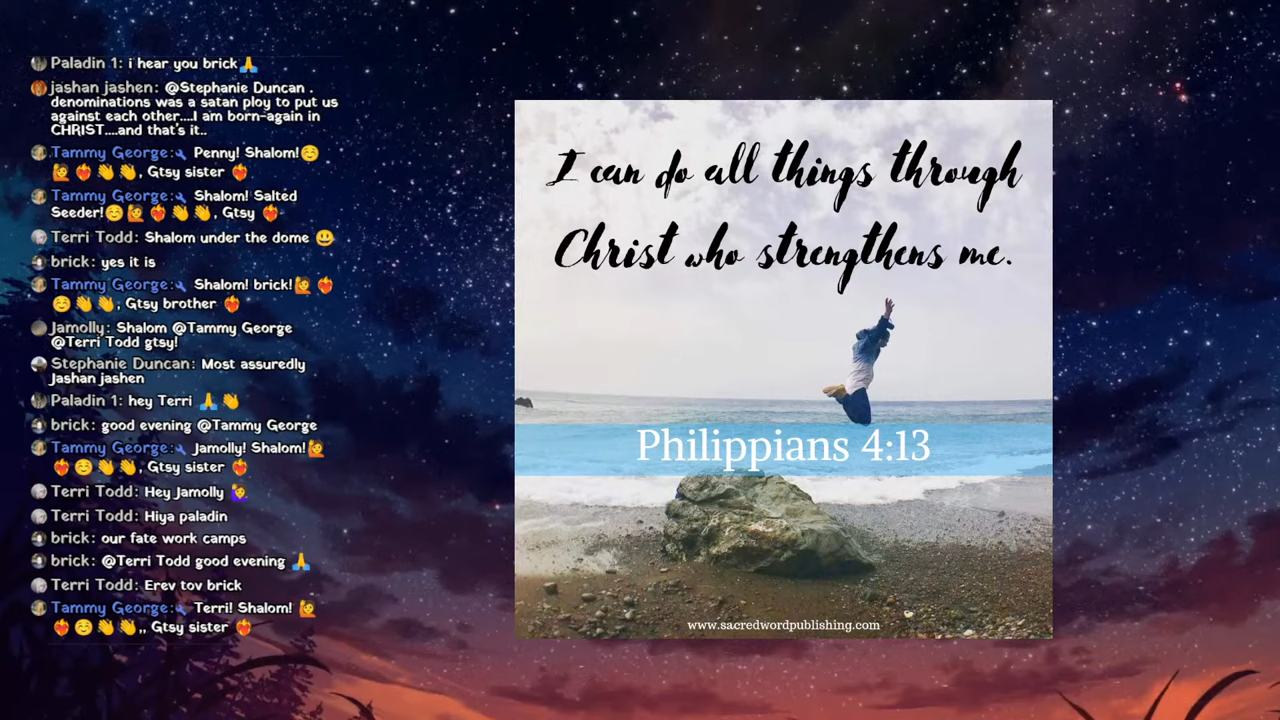 Paladin 1: i hear you brick🙏
jashan jashen: @Stephanie Duncan .
denominations was a satan ploy to put us
against each other....I am born-again in
CHRIST....and that's it..
Tammy George: Penny! Shalom!☺️
🙋❤️‍🔥👋👋, Gtsy sister ❤️‍🔥
Tammy George: Shalom! Salted
Seeder!☺️🙋❤️‍🔥👋👋, Gtsy ❤️‍🔥
Terri Todd: Shalom under the dome 😃
brick: yes it is
Tammy George: Shalom! brick!🙋❤️‍🔥
☺️👋👋, Gtsy brother ❤️‍🔥
Jamolly: Shalom @Tammy George
@Terri Todd gtsy!
Stephanie Duncan: Most assuredly
Jashan jashen
Paladin 1: hey Terri 🙏👋
brick: good evening @Tammy George
Tammy George: Jamolly! Shalom!🙋
❤️‍🔥☺️👋👋, Gtsy sister ❤️‍🔥
Terri Todd: Hey Jamolly 🙋‍♀️
Terri Todd: Hiya paladin
brick: our fate work camps
brick: @Terri Todd good evening 🙏
Terri Todd: Erev tov brick
Tammy George: Terri! Shalom! 🙋
❤️‍🔥☺️👋👋,, Gtsy sister ❤️‍🔥
I can do all things through
Christ who strengthens me.
Philippians 4:13
www.sacredwordpublishing.com